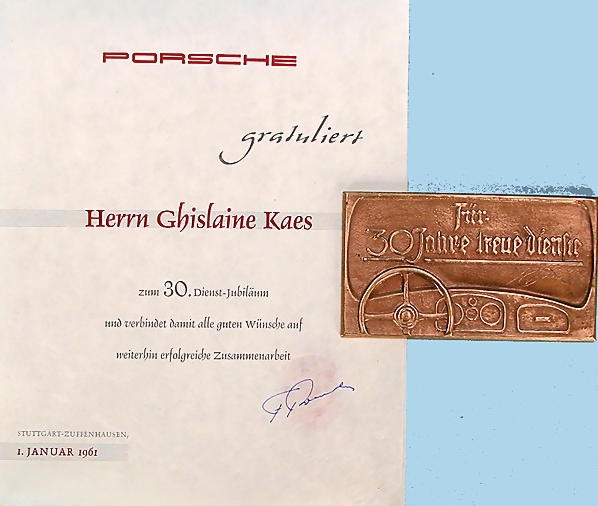 PORSCHE
gratuliert
Herrn Ghislaine Kaes
zum 30. Dienst-Jubiläum
und verbindet damit alle guten Wünsche auf
weiterhin erfolgreiche Zusammenarbeit
STUTTGART-ZUFFENHAUSEN,
1. JANUAR 1961
Für
30 Jahre treue Dienste